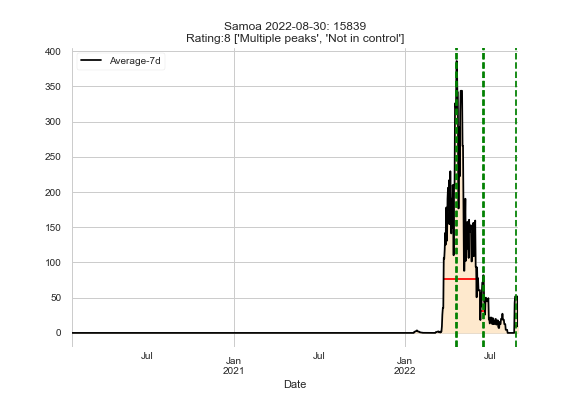 Samoa 2022-08-30: 15839
Rating:8 ['Multiple peaks', 'Not in control']
400
Average-7d
350
300
250
200
150
100
50
0
Jul
Jan
2021
Jul
Jan
2022
Jul
Date